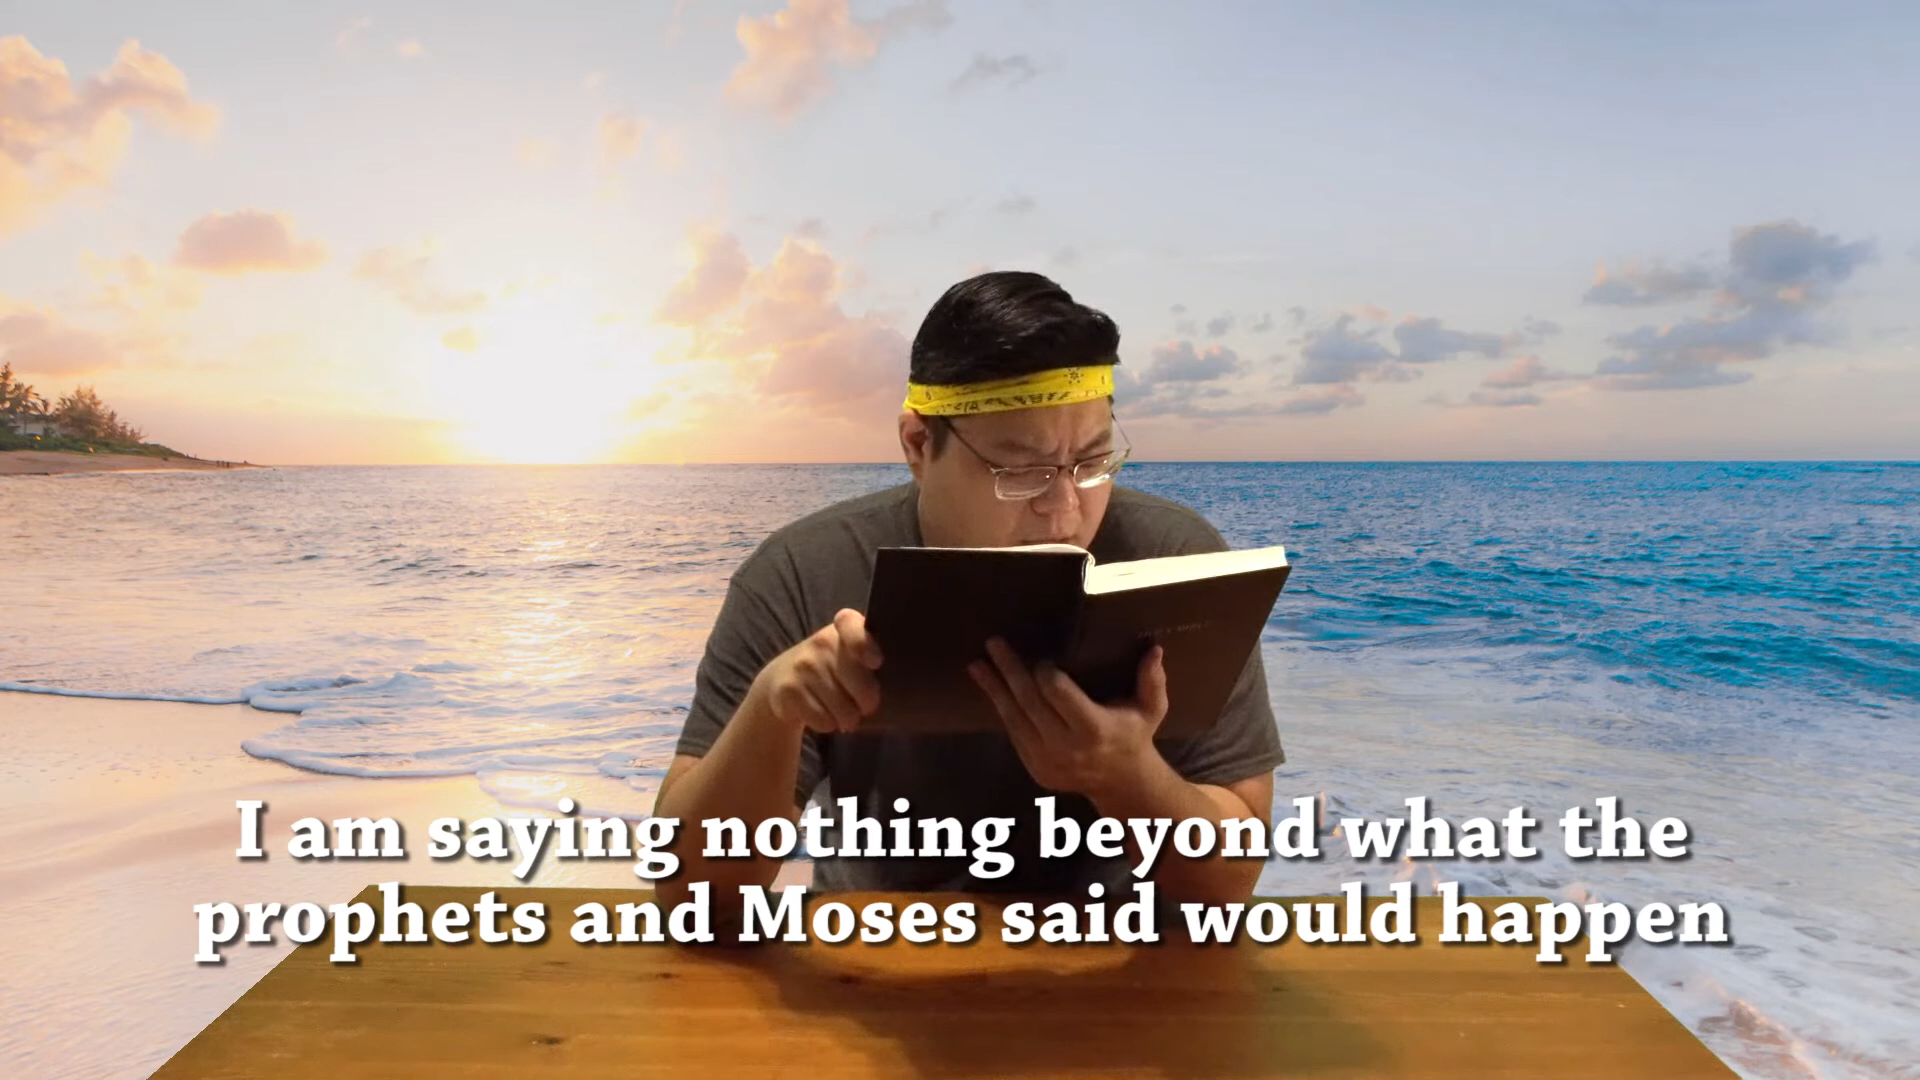 I am saying nothing beyond what the
prophets and Moses said would happen